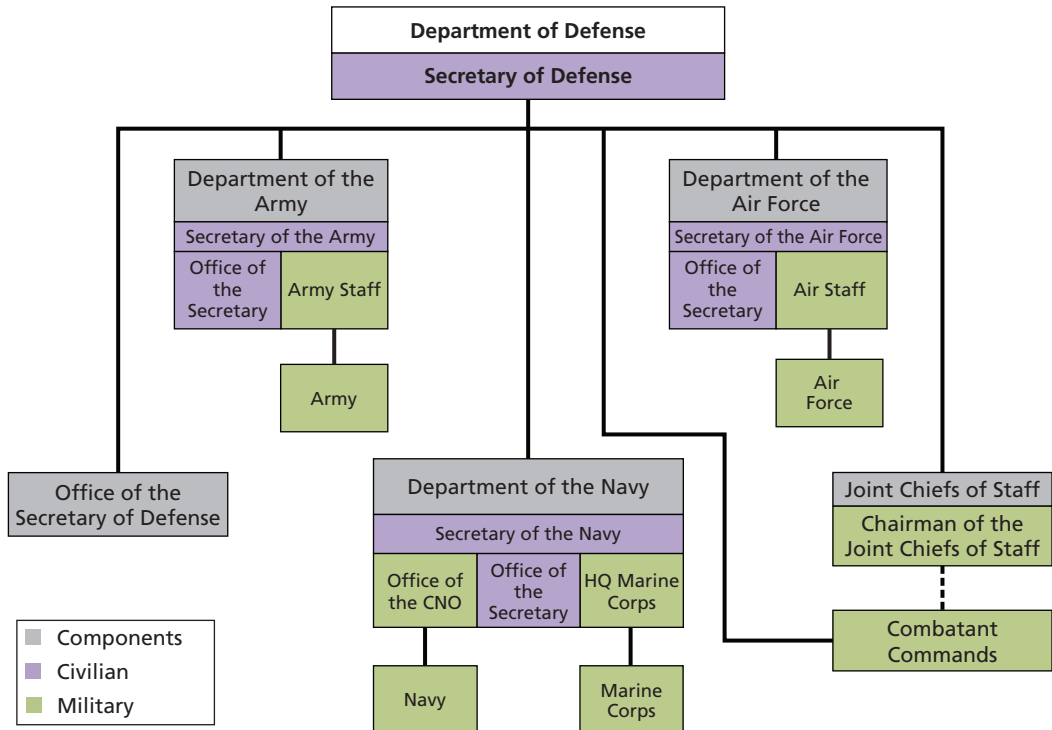 Department of Defense
Secretary of Defense
Department of the
Army
Secretary of the Army
Office of
the
Secretary
Army Staff
Army
Department of the
Air Force
Secretary of the Air Force
Office of
the
Secretary
Air Staff
Air
Force
Office of the
Secretary of Defense
Department of the Navy
Secretary of the Navy
Office of
the CNO
Office of
the
Secretary
HQ Marine
Corps
Navy
Marine
Corps
Joint Chiefs of Staff
Chairman of the
Joint Chiefs of Staff
Combatant
Commands
Components
Civilian
Military